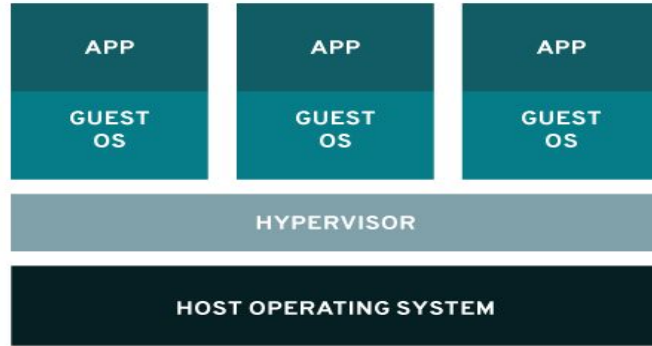 APP
APP
APP
GUEST
OS
GUEST
OS
GUEST
OS
HYPERVISOR
HOST OPERATING SYSTEM